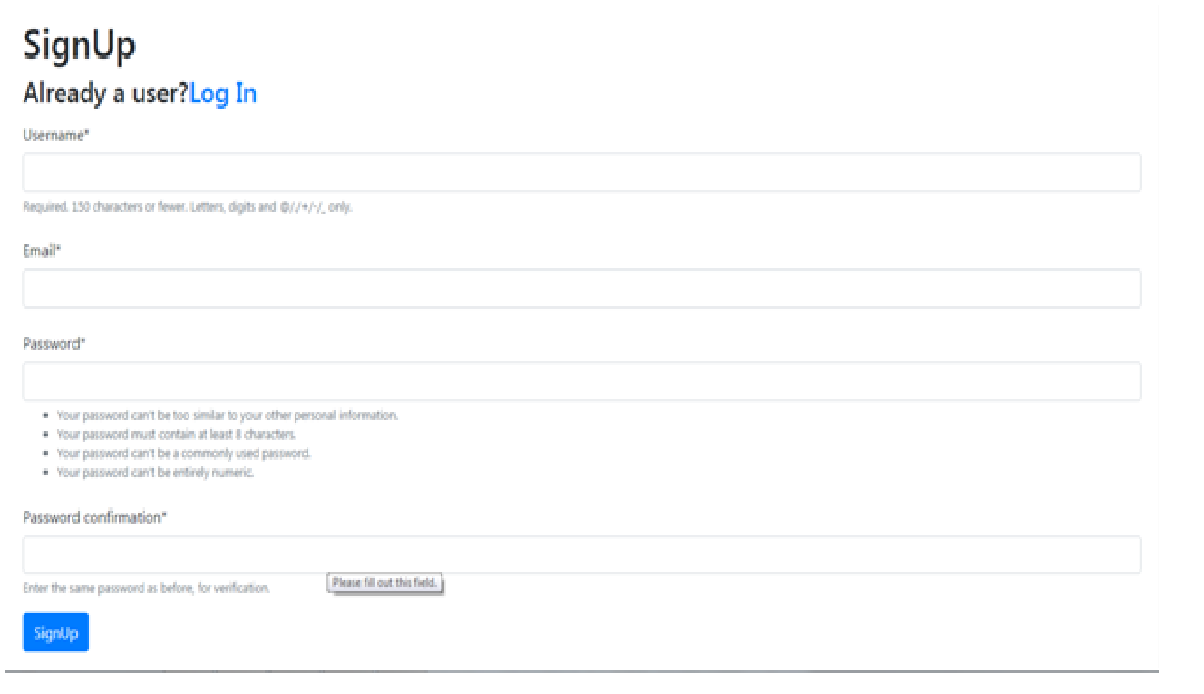 SignUp
Already a user?Log In
Username*
Required. 150 characters or fewer. Letters, digits and @/./+/-/_ only.
Email*
Password*
Your password can't be too similar to your other personal information.
Your password must contain at least 8 characters.
Your password can't be a commonly used password.
Your password can't be entirely numeric.
Password confirmation*
Enter the same password as before, for verification.
Please fill out this field.
SignUp